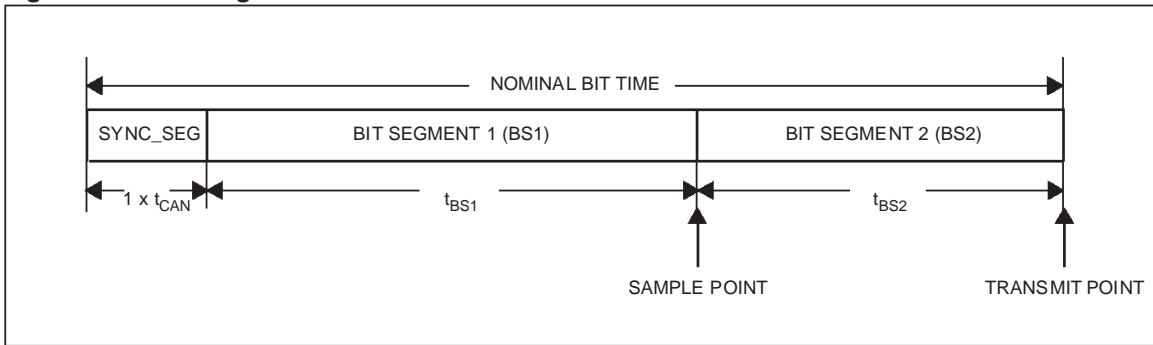 NOMINAL BIT TIME
SYNC_SEG
BIT SEGMENT 1 (BS1)
BIT SEGMENT 2 (BS2)
1 x tCAN
tBS1
tBS2
SAMPLE POINT
TRANSMIT POINT